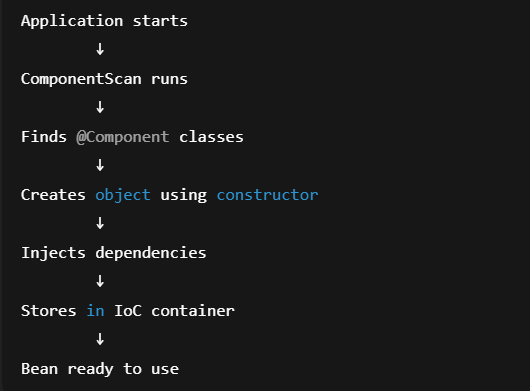 Application starts
↓
ComponentScan runs
↓
Finds @Component classes
↓
Creates object using constructor
↓
Injects dependencies
↓
Stores in IoC container
↓
Bean ready to use